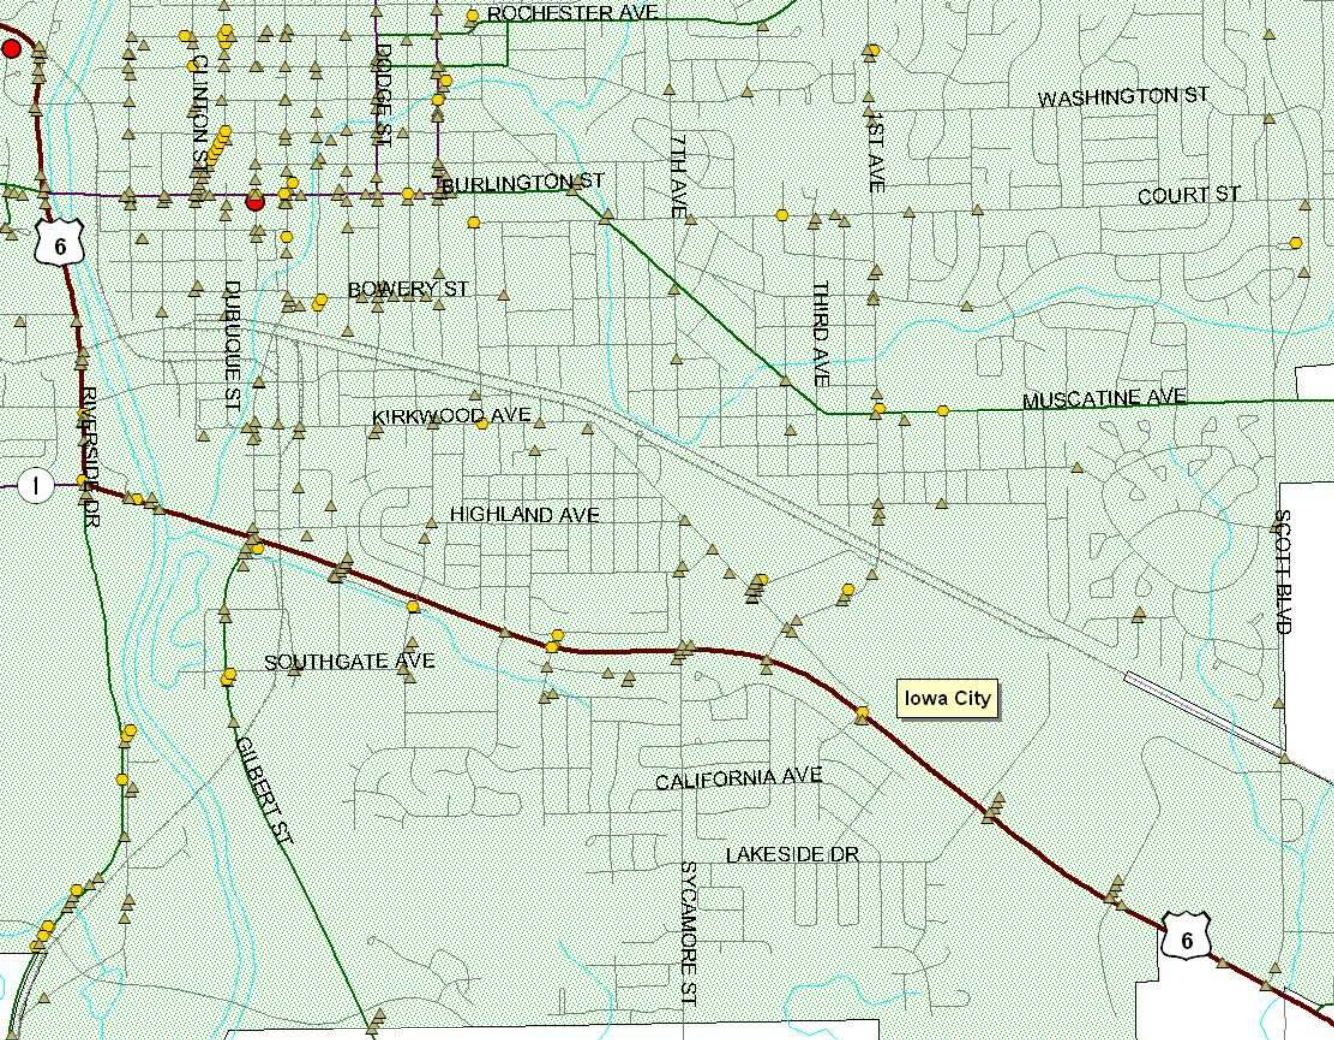 ROCHESTER AVE
CLINTON ST
DODGE ST
WASHINGTON ST
7TH AVE
1ST AVE
BURLINGTON ST
COURT ST
6
BOWERY ST
DUBUQUE ST
THIRD AVE
MUSCATINE AVE
KIRKWOOD AVE
RIVERSIDE DR
1
HIGHLAND AVE
SCOTT BLVD
SOUTHGATE AVE
Iowa City
GILBERT ST
CALIFORNIA AVE
LAKESIDE DR
SYCAMORE ST
6